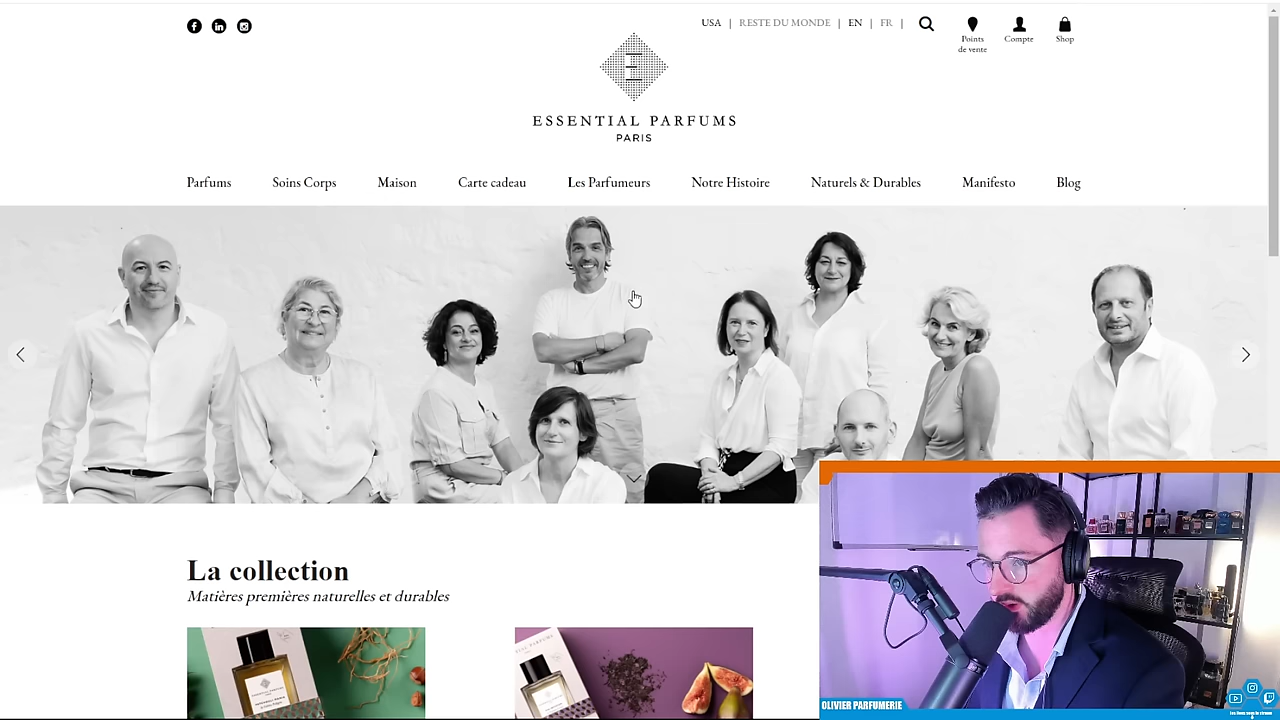 USA | RESTE DU MONDE | EN | FR |
Points
de vente
Compte
Shop
E
ESSENTIAL PARFUMS
PARIS
Parfums Soins Corps Maison Carte cadeau Les Parfumeurs Notre Histoire Naturels & Durables Manifesto Blog
La collection
Matières premières naturelles et durables
OLIVIER PARFUMERIE